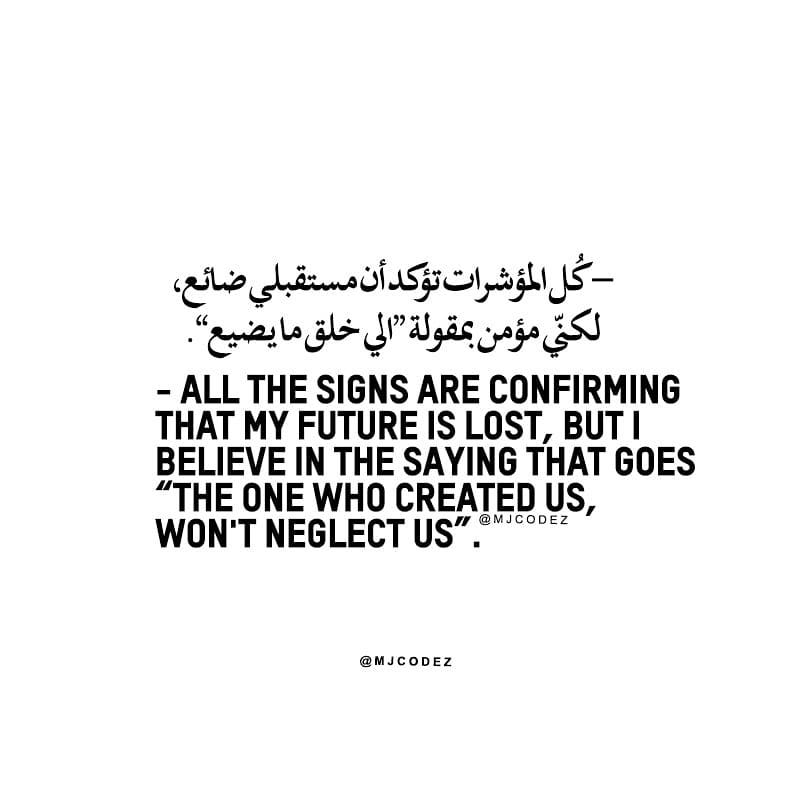 – كُل المؤشرات تؤكد أن مستقبلي ضائع،
لكنّي مؤمن بمقولة ”الي خلق ما يضيع“.
- ALL THE SIGNS ARE CONFIRMING
THAT MY FUTURE IS LOST, BUT I
BELIEVE IN THE SAYING THAT GOES
“THE ONE WHO CREATED US,
WON'T NEGLECT US”.
@MJCODEZ
@MJCODEZ